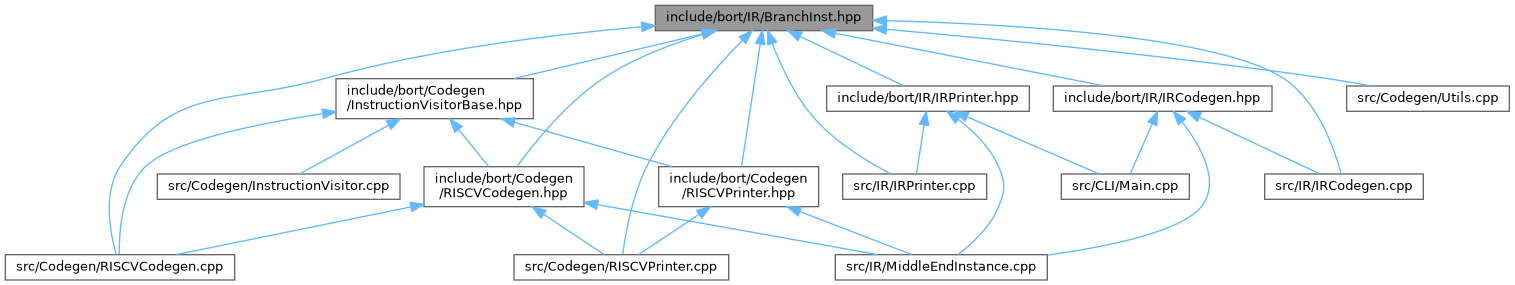 include/bort/IR/BranchInst.hpp
include/bort/Codegen
/InstructionVisitorBase.hpp
include/bort/IR/IRPrinter.hpp
include/bort/IR/IRCodegen.hpp
src/Codegen/Utils.cpp
src/Codegen/InstructionVisitor.cpp
include/bort/Codegen
/RISCVCodegen.hpp
include/bort/Codegen
/RISCVPrinter.hpp
src/IR/IRPrinter.cpp
src/CLI/Main.cpp
src/IR/IRCodegen.cpp
src/Codegen/RISCVCodegen.cpp
src/Codegen/RISCVPrinter.cpp
src/IR/MiddleEndInstance.cpp